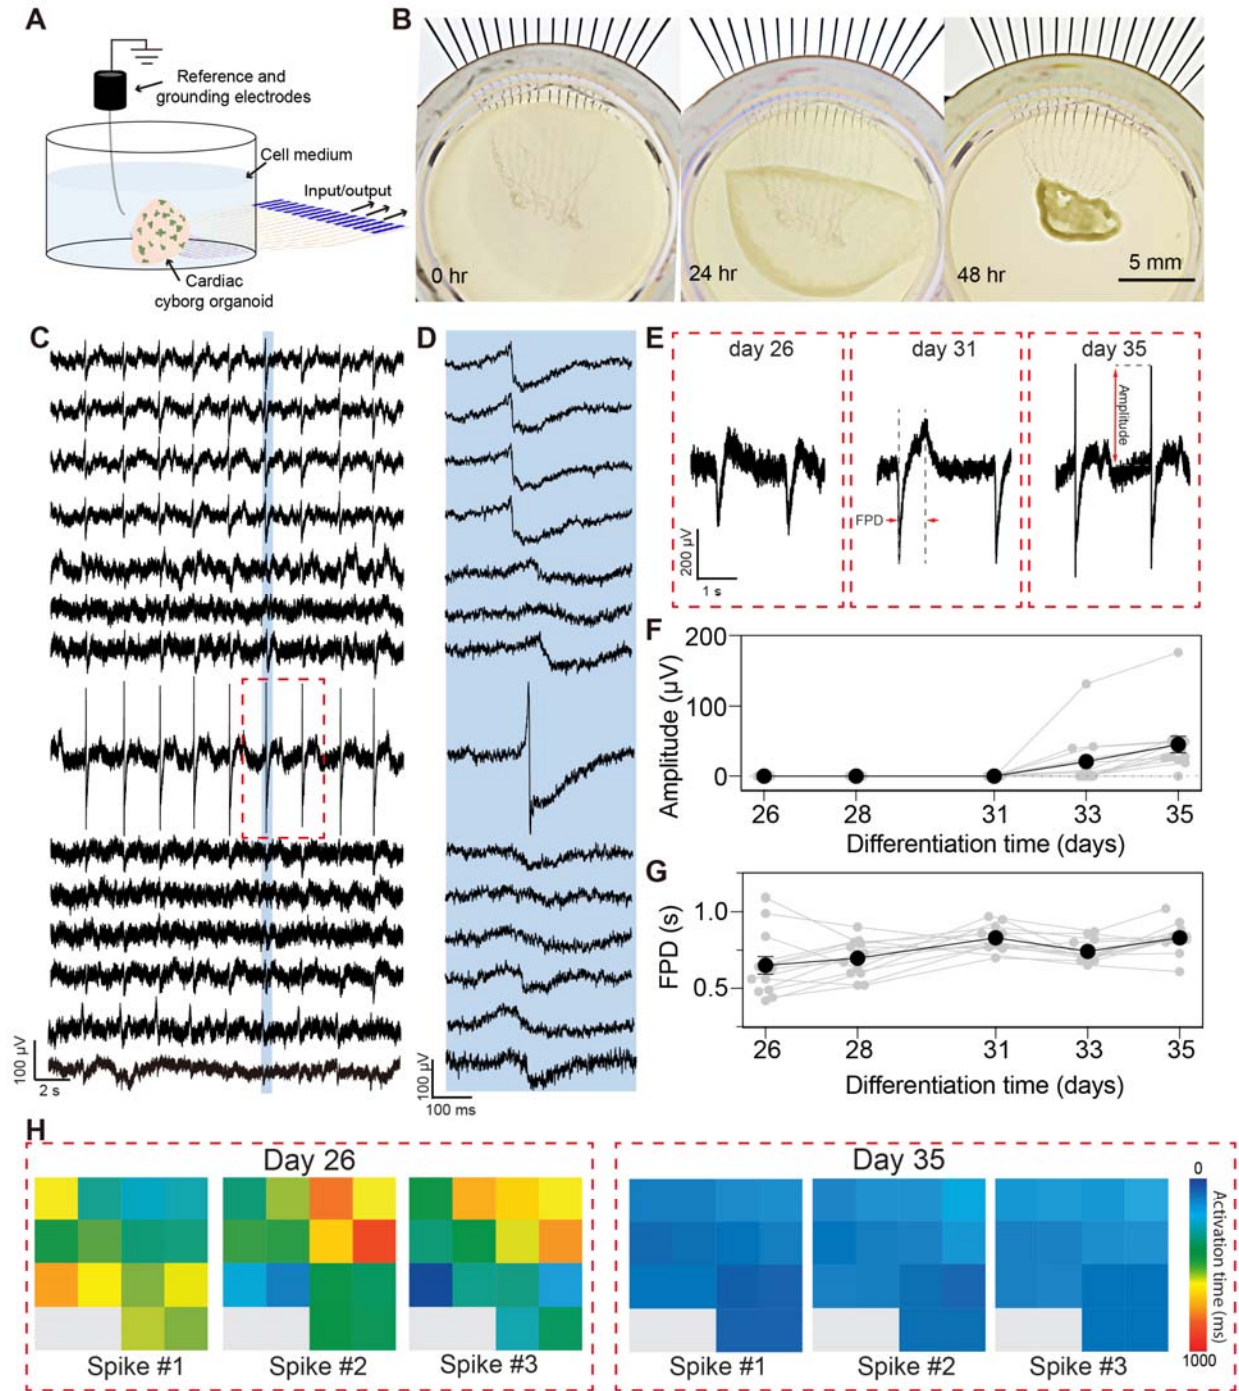 A
Reference and
grounding electrodes
Cell medium
Input/output
Cardiac
cyborg organoid
B
0 hr
24 hr
48 hr
5 mm
C
100 µV
2 s
D
100 µV
100 ms
E
day 26
day 31
day 35
Amplitude
FPD
200 µV
1 s
F
Amplitude (µV)
200
100
0
26
28
31
33
35
Differentiation time (days)
G
FPD (s)
1.0
0.5
26
28
31
33
35
Differentiation time (days)
H
Day 26
Spike #1
Spike #2
Spike #3
Day 35
Spike #1
Spike #2
Spike #3
0
Activation time (ms)
1000